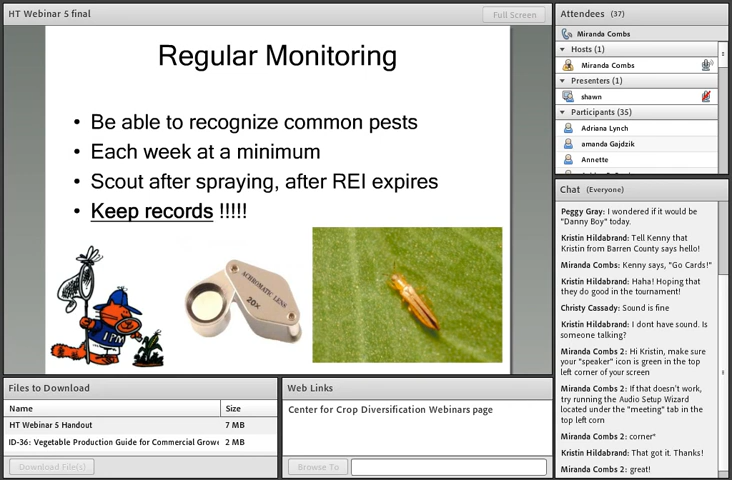 HT Webinar 5 final
Full Screen
Regular Monitoring
• Be able to recognize common pests
• Each week at a minimum
• Scout after spraying, after REI expires
• Keep records !!!!!
IPM
ACHROMATIC LENS
20x
Files to Download
Name Size
HT Webinar 5 Handout 7 MB
ID-36: Vegetable Production Guide for Commercial Growe 2 MB
Download File(s)
Web Links
Center for Crop Diversification Webinars page
Browse To
Attendees (37)
Miranda Combs
Hosts (1)
Miranda Combs
Presenters (1)
shawn
Participants (35)
Adriana Lynch
amanda Gajdzik
Annette
Chat (Everyone)
Peggy Gray: I wondered if it would be
"Danny Boy" today.
Kristin Hildabrand: Tell Kenny that
Kristin from Barren County says hello!
Miranda Combs: Kenny says, "Go Cards!"
Kristin Hildabrand: Haha! Hoping that
they do good in the tournament!
Christy Cassady: Sound is fine
Kristin Hildabrand: I dont have sound. Is
someone talking?
Miranda Combs 2: Hi Kristin, make sure
your "speaker" icon is green in the top
left corner of your screen
Miranda Combs 2: If that doesn't work,
try running the Audio Setup Wizard
located under the "meeting" tab in the
top left corn
Miranda Combs 2: corner*
Kristin Hildabrand: That got it. Thanks!
Miranda Combs 2: great!